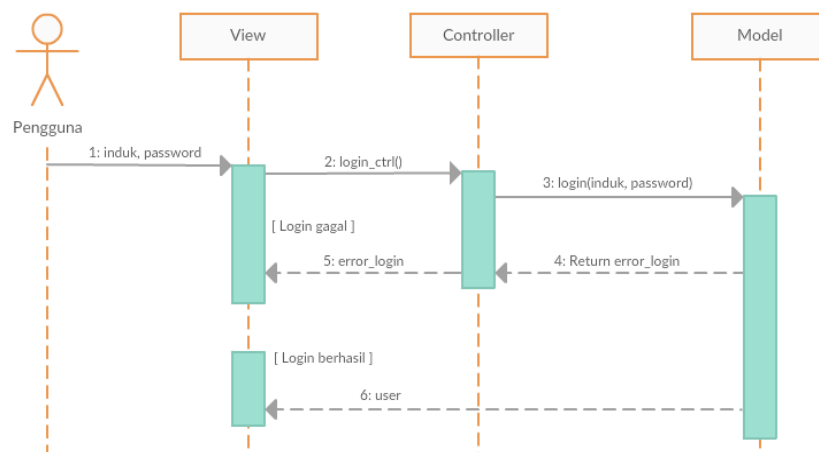 View
Controller
Model
Pengguna
1: induk, password
2: login_ctrl()
3: login(induk, password)
[ Login gagal ]
5: error_login
4: Return error_login
[ Login berhasil ]
6: user